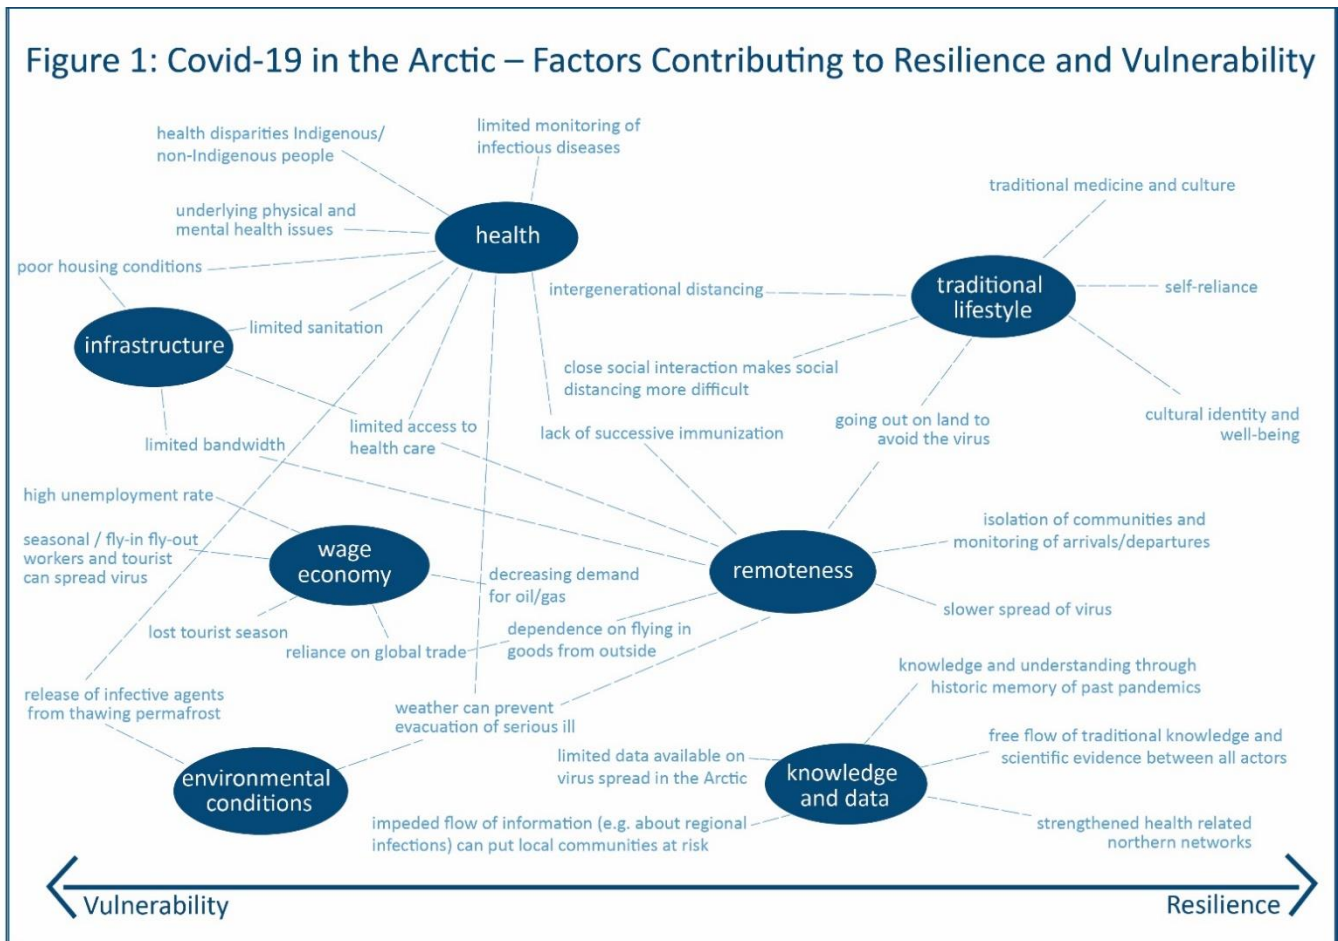 Figure 1: Covid-19 in the Arctic – Factors Contributing to Resilience and Vulnerability
health disparities Indigenous/
non-Indigenous people
limited monitoring of
infectious diseases
traditional medicine and culture
underlying physical and
mental health issues
health
poor housing conditions
intergenerational distancing
traditional
lifestyle
self-reliance
infrastructure
limited sanitation
close social interaction makes social
distancing more difficult
limited bandwidth
limited access to
health care
lack of successive immunization
going out on land to
avoid the virus
cultural identity and
well-being
high unemployment rate
seasonal / fly-in fly-out
workers and tourist
can spread virus
wage
economy
decreasing demand
for oil/gas
remoteness
isolation of communities and
monitoring of arrivals/departures
slower spread of virus
lost tourist season
reliance on global trade
dependence on flying in
goods from outside
knowledge and understanding through
historic memory of past pandemics
release of infective agents
from thawing permafrost
weather can prevent
evacuation of serious ill
free flow of traditional knowledge and
scientific evidence between all actors
limited data available on
virus spread in the Arctic
environmental
conditions
knowledge
and data
impeded flow of information (e.g. about regional
infections) can put local communities at risk
strengthened health related
northern networks
Vulnerability
Resilience